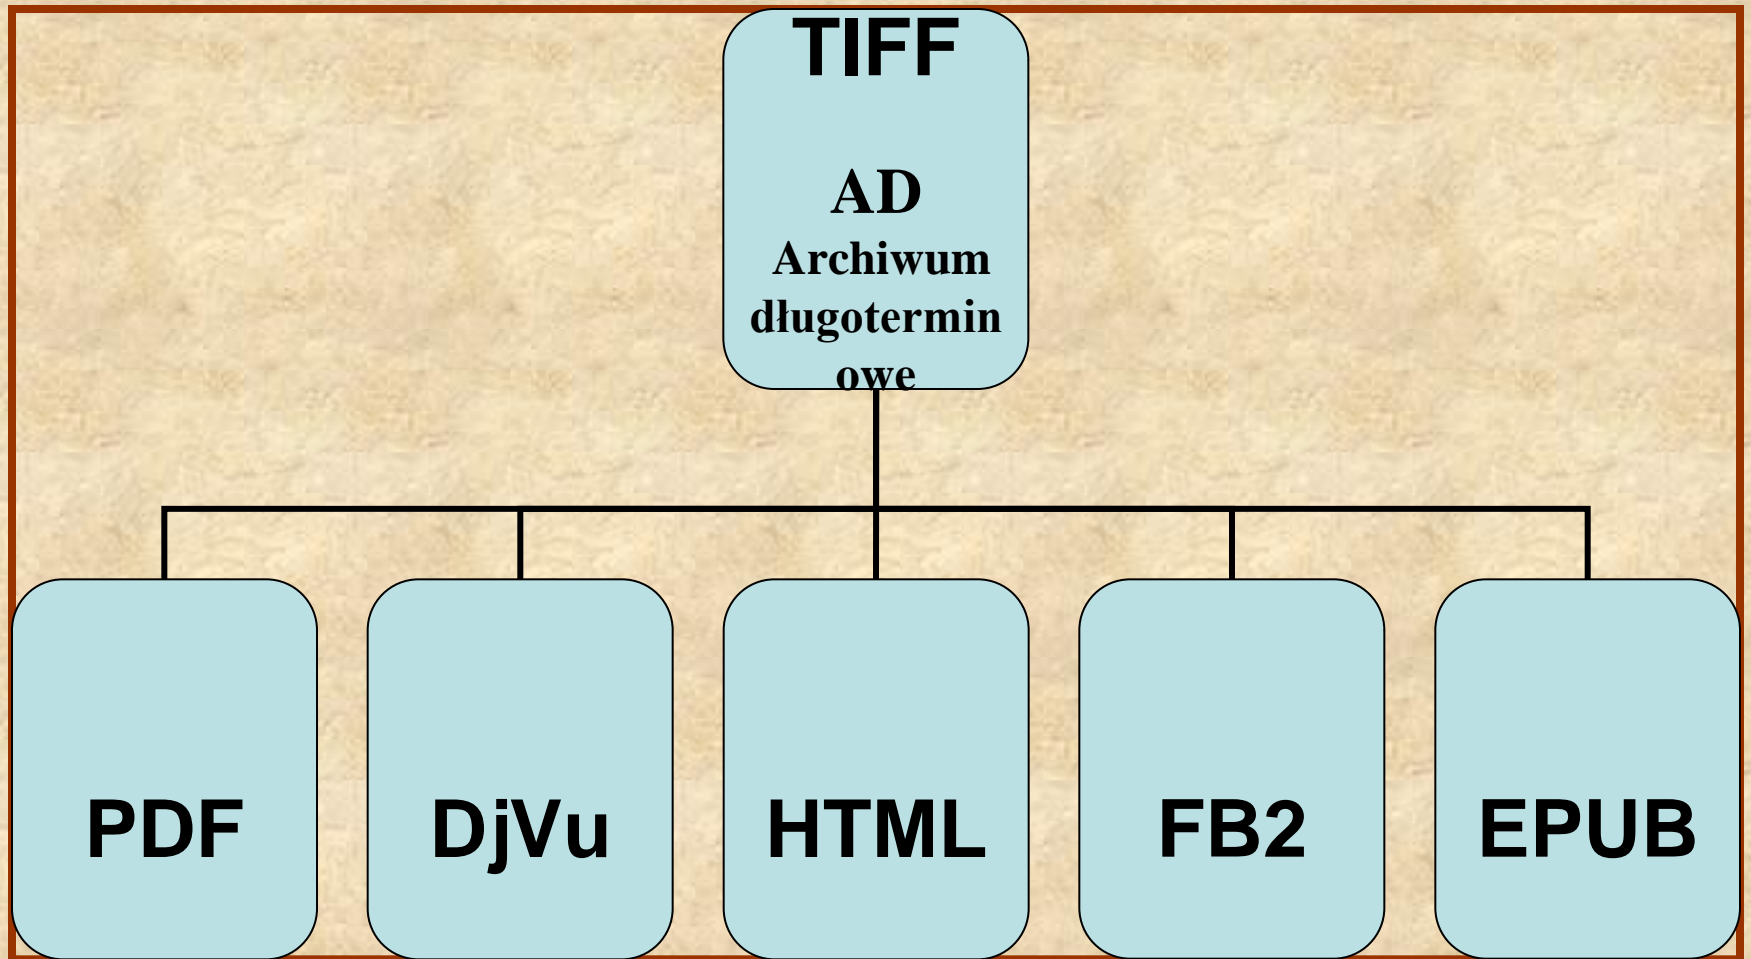 TIFF
AD
Archiwum
długotermin
owe
PDF
DjVu
HTML
FB2
EPUB